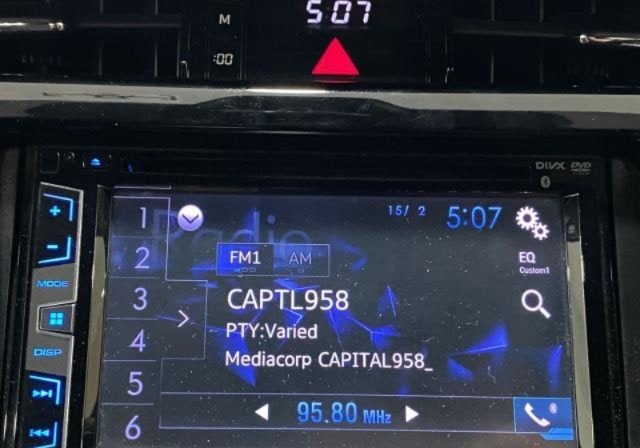 5:07
M
:00
DIVX DVD
15/ 2 5:07
Radio
FM1 AM
EQ
Custom1
CAPTL958
PTY:Varied
Mediacorp CAPITAL958_
95.80 MHz
1
2
3
4
5
6
+
-
MODE
DISP